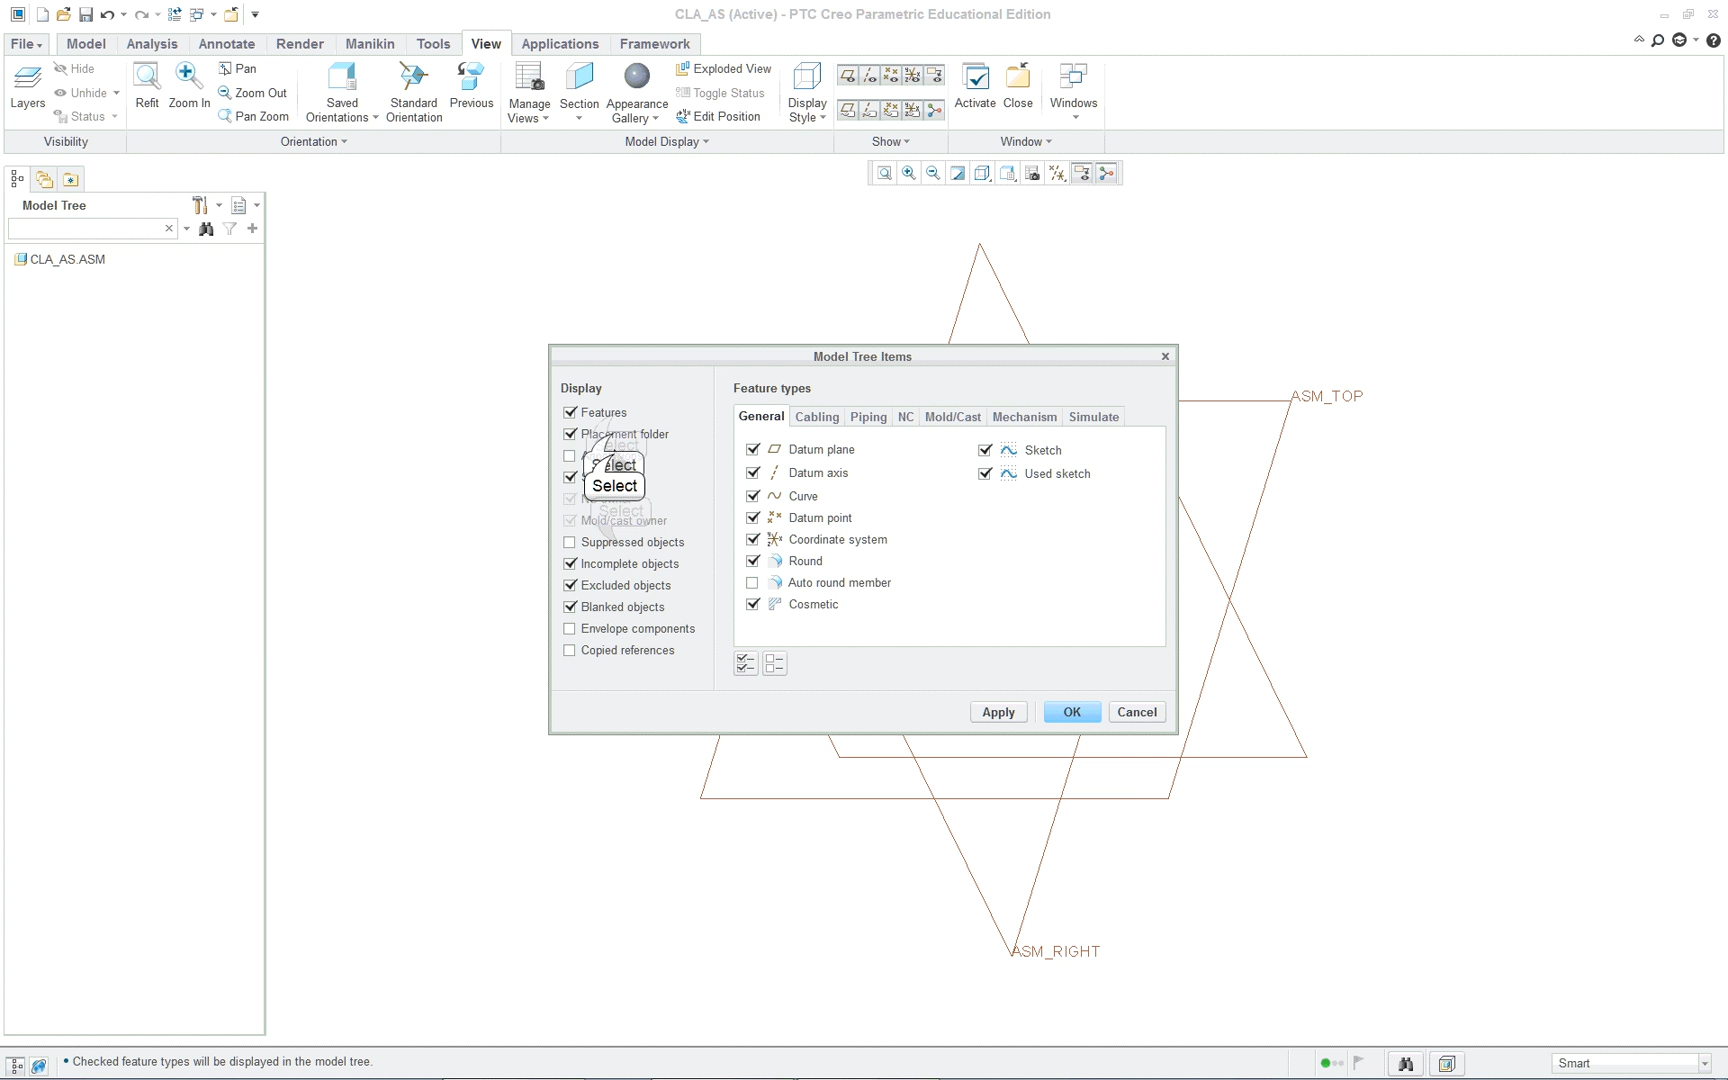 CLA_AS (Active) - PTC Creo Parametric Educational Edition
File Model Analysis Annotate Render Manikin Tools View Applications Framework
Layers
Hide
Unhide
Status
Refit
Zoom In
Pan
Zoom Out
Pan Zoom
Saved Orientations
Standard Orientation
Previous
Manage Views
Section
Appearance Gallery
Exploded View
Toggle Status
Edit Position
Display Style
Activate
Close
Windows
Visibility Orientation Model Display Show Window
Model Tree
CLA_AS.ASM
ASM_TOP
ASM_RIGHT
Model Tree Items
Display
Features
Placement folder
Select
Select
Select
Select
Mold/cast owner
Suppressed objects
Incomplete objects
Excluded objects
Blanked objects
Envelope components
Copied references
Feature types
General Cabling Piping NC Mold/Cast Mechanism Simulate
Datum plane
Datum axis
Curve
Datum point
Coordinate system
Round
Auto round member
Cosmetic
Sketch
Used sketch
Apply OK Cancel
• Checked feature types will be displayed in the model tree.
Smart